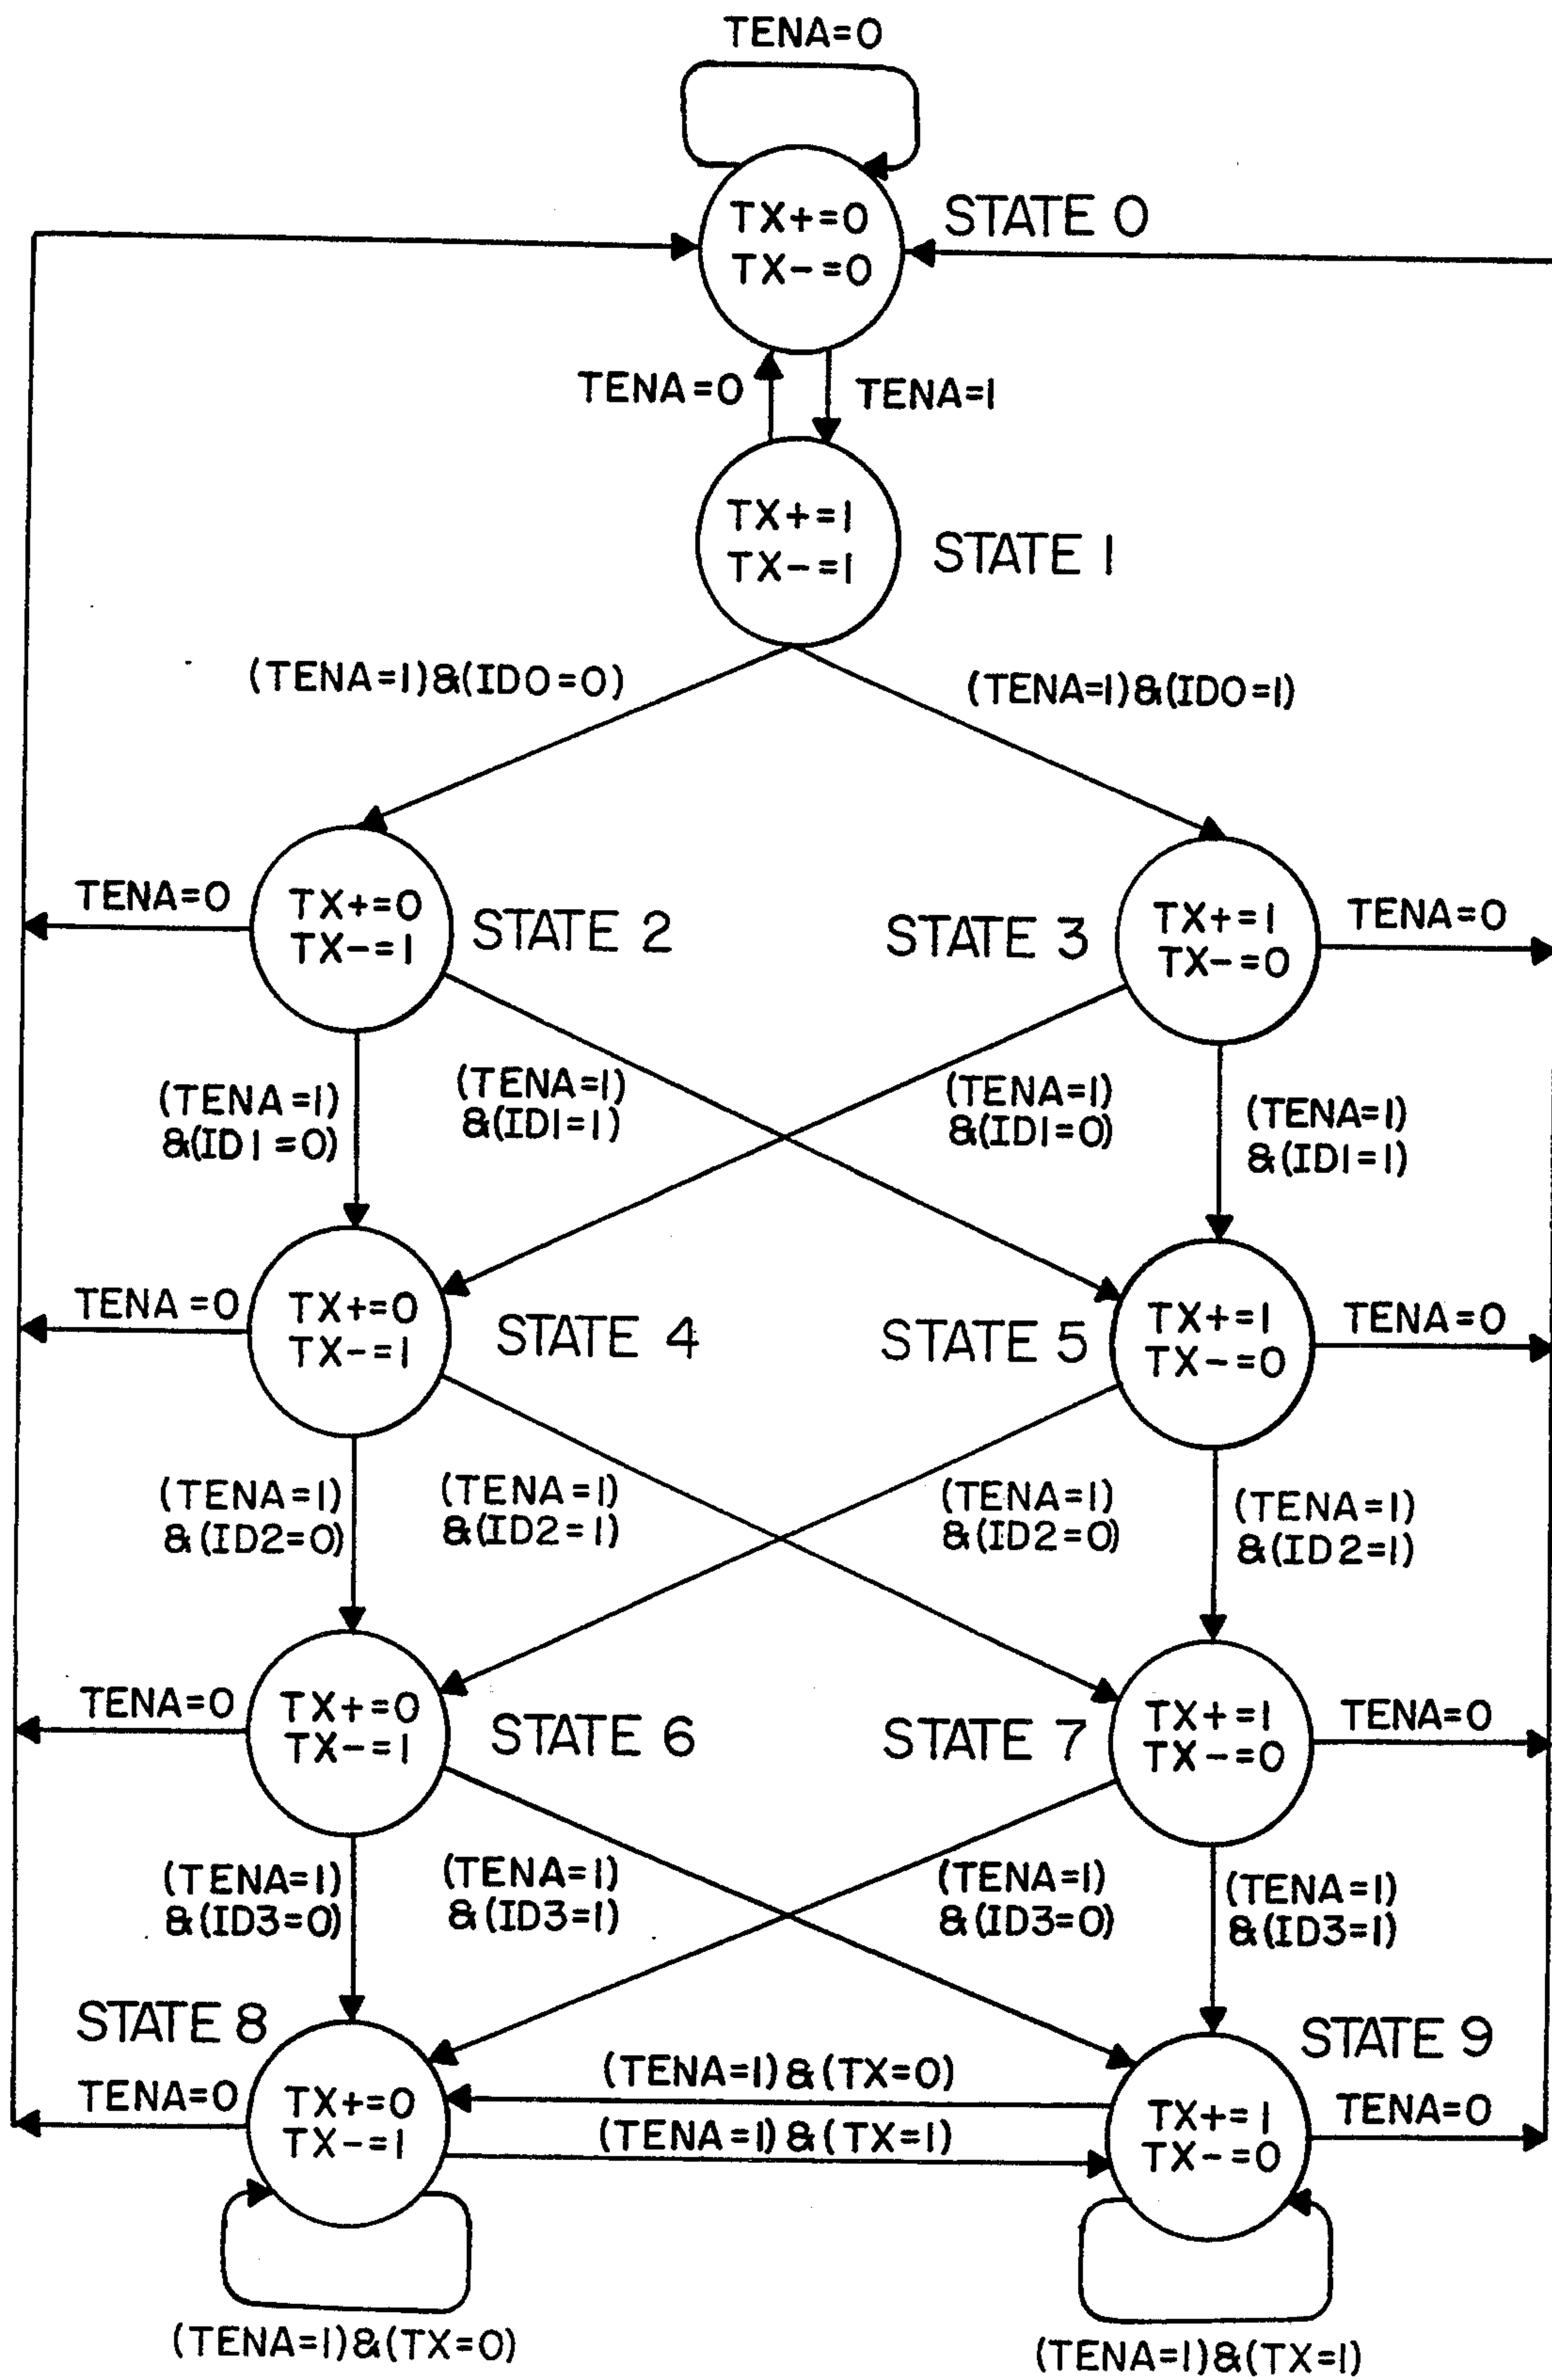 TENA=0
TX+=0
TX-=0
STATE 0
TENA=0
TENA=1
TX+=1
TX-=1
STATE 1
(TENA=1)&(ID0=0)
(TENA=1)&(ID0=1)
TENA=0
TX+=0
TX-=1
STATE 2
STATE 3
TX+=1
TX-=0
TENA=0
(TENA=1)
&(ID1=0)
(TENA=1)
&(ID1=1)
(TENA=1)
&(ID1=0)
(TENA=1)
&(ID1=1)
TENA=0
TX+=0
TX-=1
STATE 4
STATE 5
TX+=1
TX-=0
TENA=0
(TENA=1)
&(ID2=0)
(TENA=1)
&(ID2=1)
(TENA=1)
&(ID2=0)
(TENA=1)
&(ID2=1)
TENA=0
TX+=0
TX-=1
STATE 6
STATE 7
TX+=1
TX-=0
TENA=0
(TENA=1)
&(ID3=0)
(TENA=1)
&(ID3=1)
(TENA=1)
&(ID3=0)
(TENA=1)
&(ID3=1)
STATE 8
STATE 9
TENA=0
TX+=0
TX-=1
(TENA=1)&(TX=0)
(TENA=1)&(TX=1)
TX+=1
TX-=0
TENA=0
(TENA=1)&(TX=0)
(TENA=1)&(TX=1)